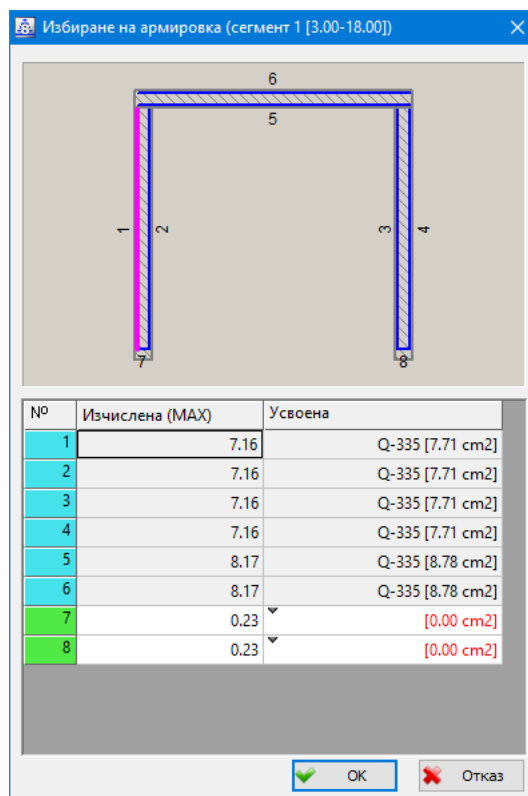 Избиране на армировка (сегмент 1 [3.00-18.00])
6
5
1 2 3 4
7 8
Nº Изчислена (MAX) Усвоена
1 7.16 Q-335 [7.71 cm2]
2 7.16 Q-335 [7.71 cm2]
3 7.16 Q-335 [7.71 cm2]
4 7.16 Q-335 [7.71 cm2]
5 8.17 Q-335 [8.78 cm2]
6 8.17 Q-335 [8.78 cm2]
7 0.23 [0.00 cm2]
8 0.23 [0.00 cm2]
OK Отказ